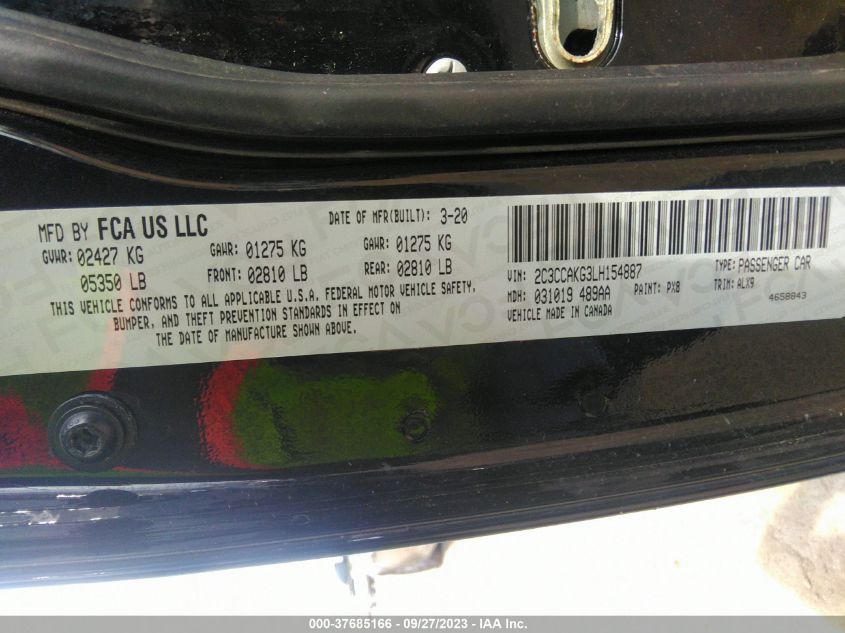 MFD BY FCA US LLC
DATE OF MFR(BUILT): 3-20
GVWR: 02427 KG
GAWR: 01275 KG
GAWR: 01275 KG
05350 LB
FRONT: 02810 LB
REAR: 02810 LB
THIS VEHICLE CONFORMS TO ALL APPLICABLE U.S.A. FEDERAL MOTOR VEHICLE SAFETY,
BUMPER, AND THEFT PREVENTION STANDARDS IN EFFECT ON
THE DATE OF MANUFACTURE SHOWN ABOVE.
VIN: 2C3CCAKG3LH154887
TYPE: PASSENGER CAR
MDH: 031019 489AA
PAINT: PX8
TRIM: ALX9
VEHICLE MADE IN CANADA
4658843
000-37685166 - 09/27/2023 - IAA Inc.